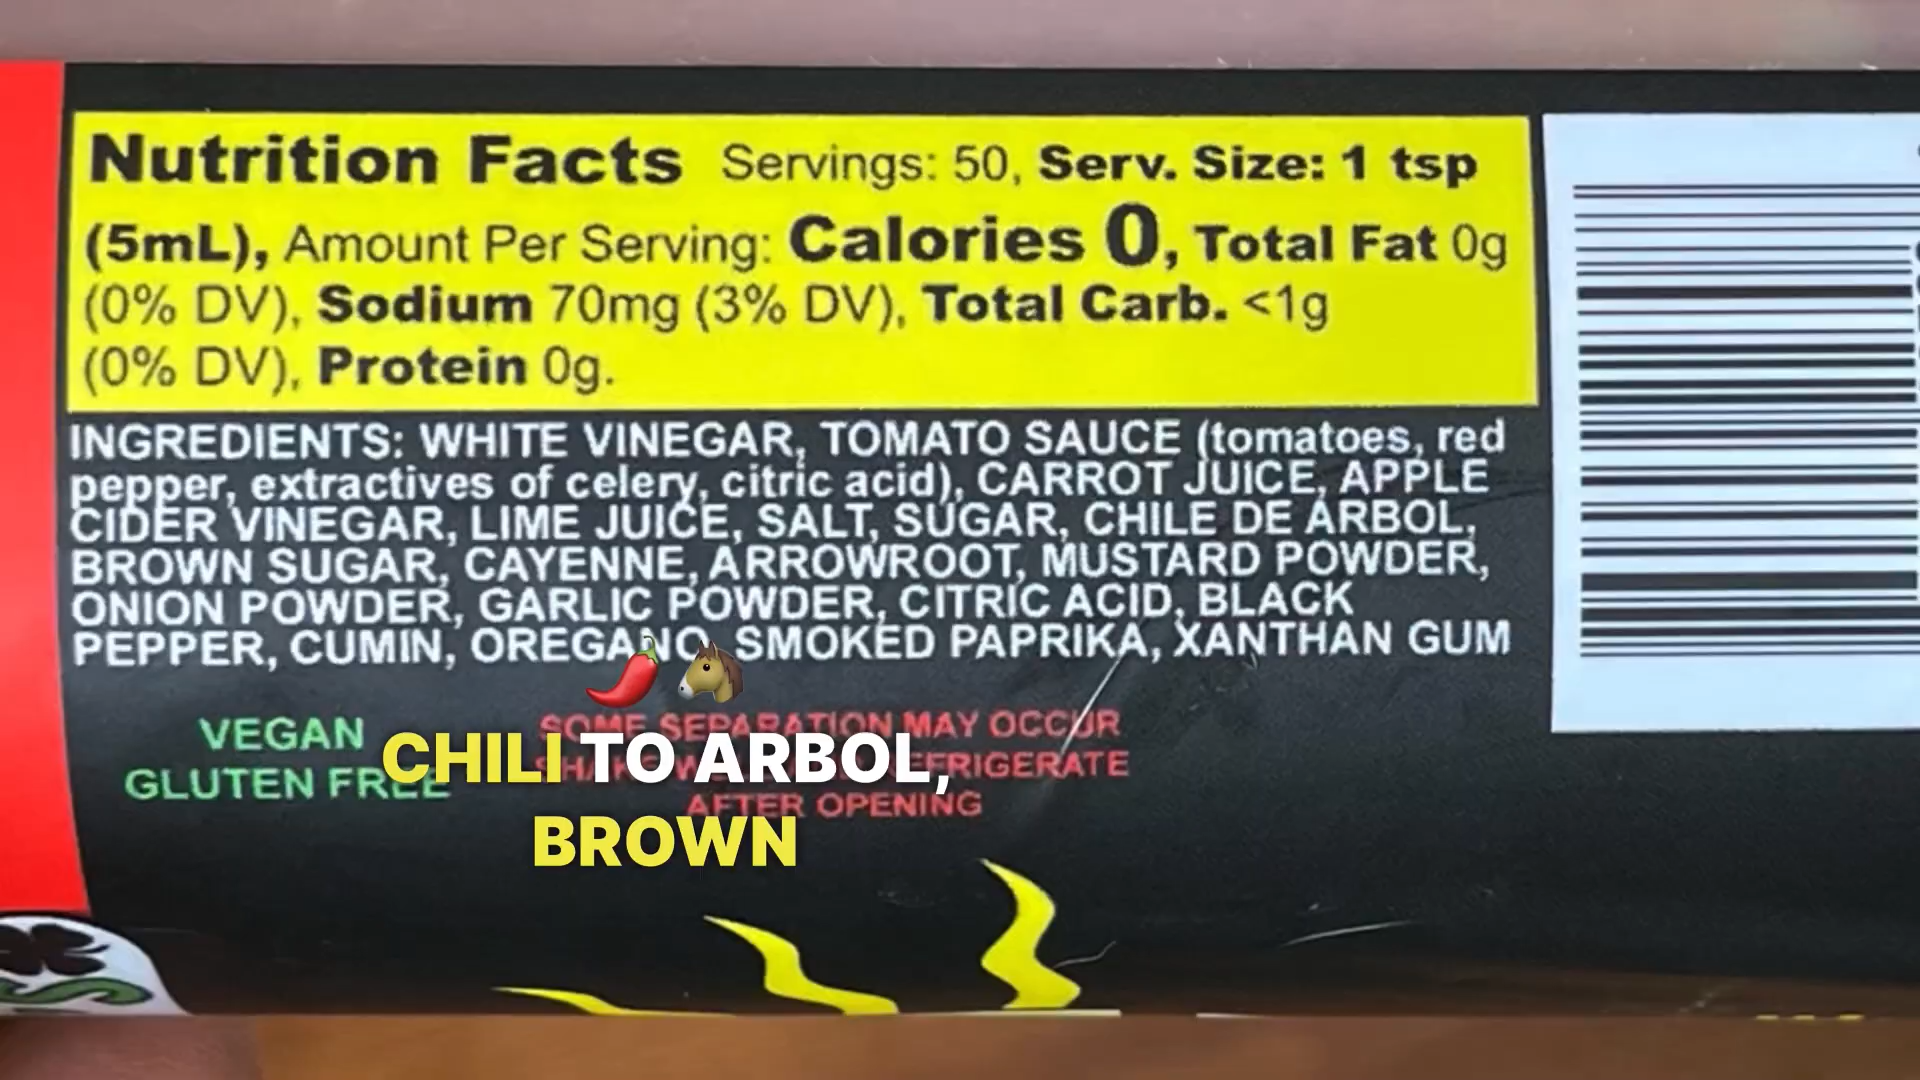 Nutrition Facts Servings: 50, Serv. Size: 1 tsp
(5mL), Amount Per Serving: Calories 0, Total Fat 0g
(0% DV), Sodium 70mg (3% DV), Total Carb. <1g
(0% DV), Protein 0g.
INGREDIENTS: WHITE VINEGAR, TOMATO SAUCE (tomatoes, red
pepper, extractives of celery, citric acid), CARROT JUICE, APPLE
CIDER VINEGAR, LIME JUICE, SALT, SUGAR, CHILE DE ARBOL,
BROWN SUGAR, CAYENNE, ARROWROOT, MUSTARD POWDER,
ONION POWDER, GARLIC POWDER, CITRIC ACID, BLACK
PEPPER, CUMIN, OREGANO, SMOKED PAPRIKA, XANTHAN GUM
VEGAN
GLUTEN FREE
SOME SEPARATION MAY OCCUR
AFTER OPENING
CHILI TO ARBOL,
BROWN